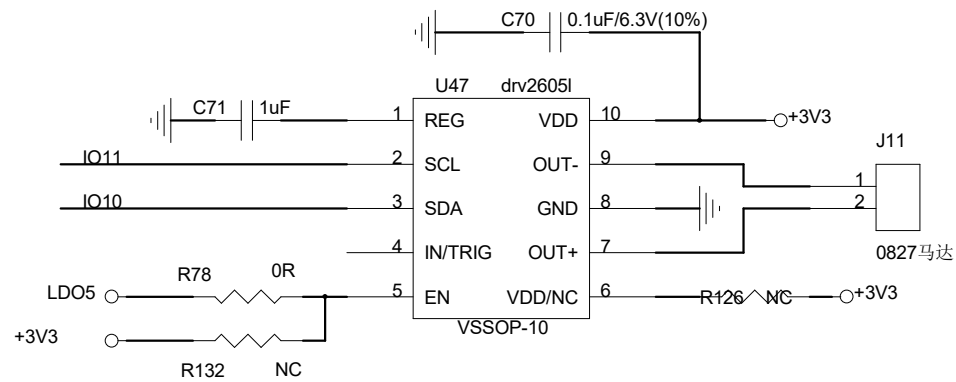 C70 0.1uF/6.3V(10%)
U47 drv2605l
C71 1uF
1 REG VDD 10 +3V3
J11
IO11 2 SCL OUT- 9
1
IO10 3 SDA GND 8
2
4 IN/TRIG OUT+ 7
0827马达
R78 0R
LDO5 5 EN VDD/NC 6 R126 NC +3V3
VSSOP-10
+3V3
R132 NC